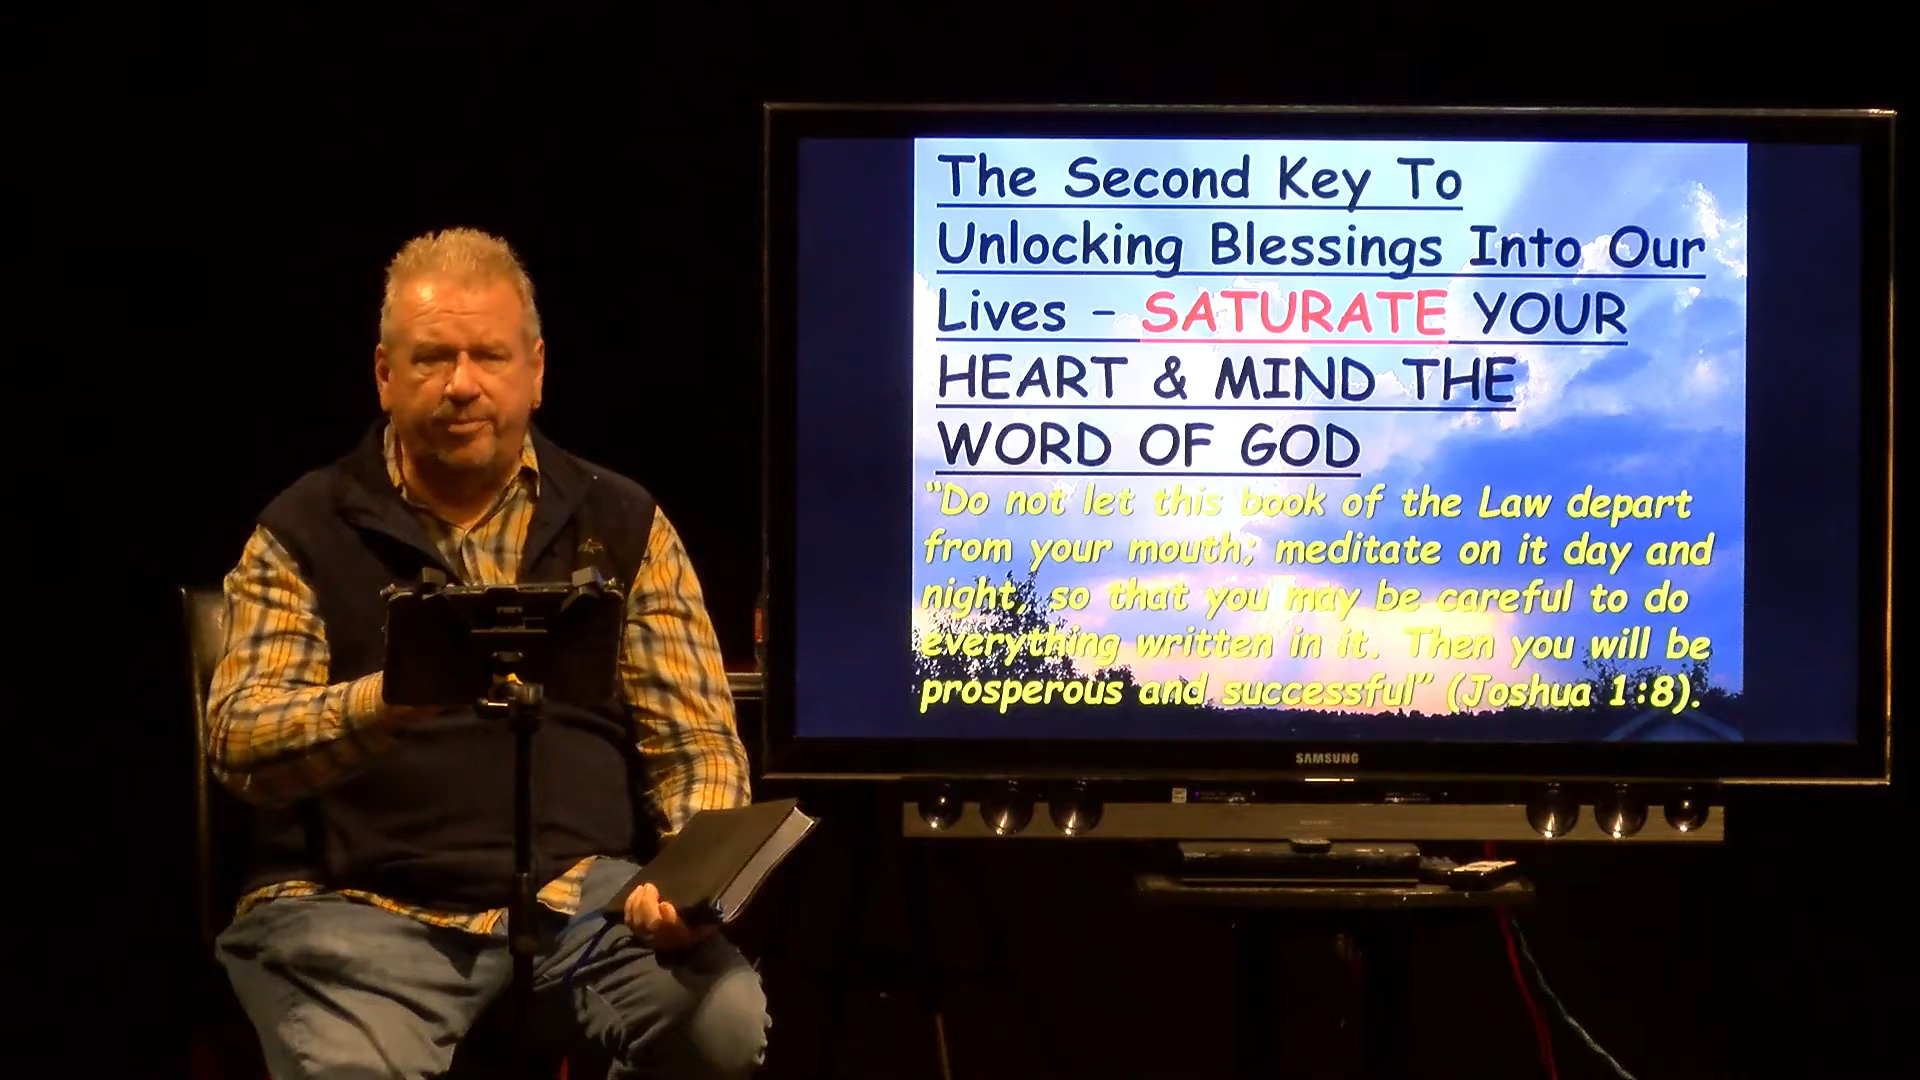 The Second Key To
Unlocking Blessings Into Our
Lives – SATURATE YOUR
HEART & MIND THE
WORD OF GOD
“Do not let this book of the Law depart
from your mouth; meditate on it day and
night, so that you may be careful to do
everything written in it. Then you will be
prosperous and successful” (Joshua 1:8).
SAMSUNG